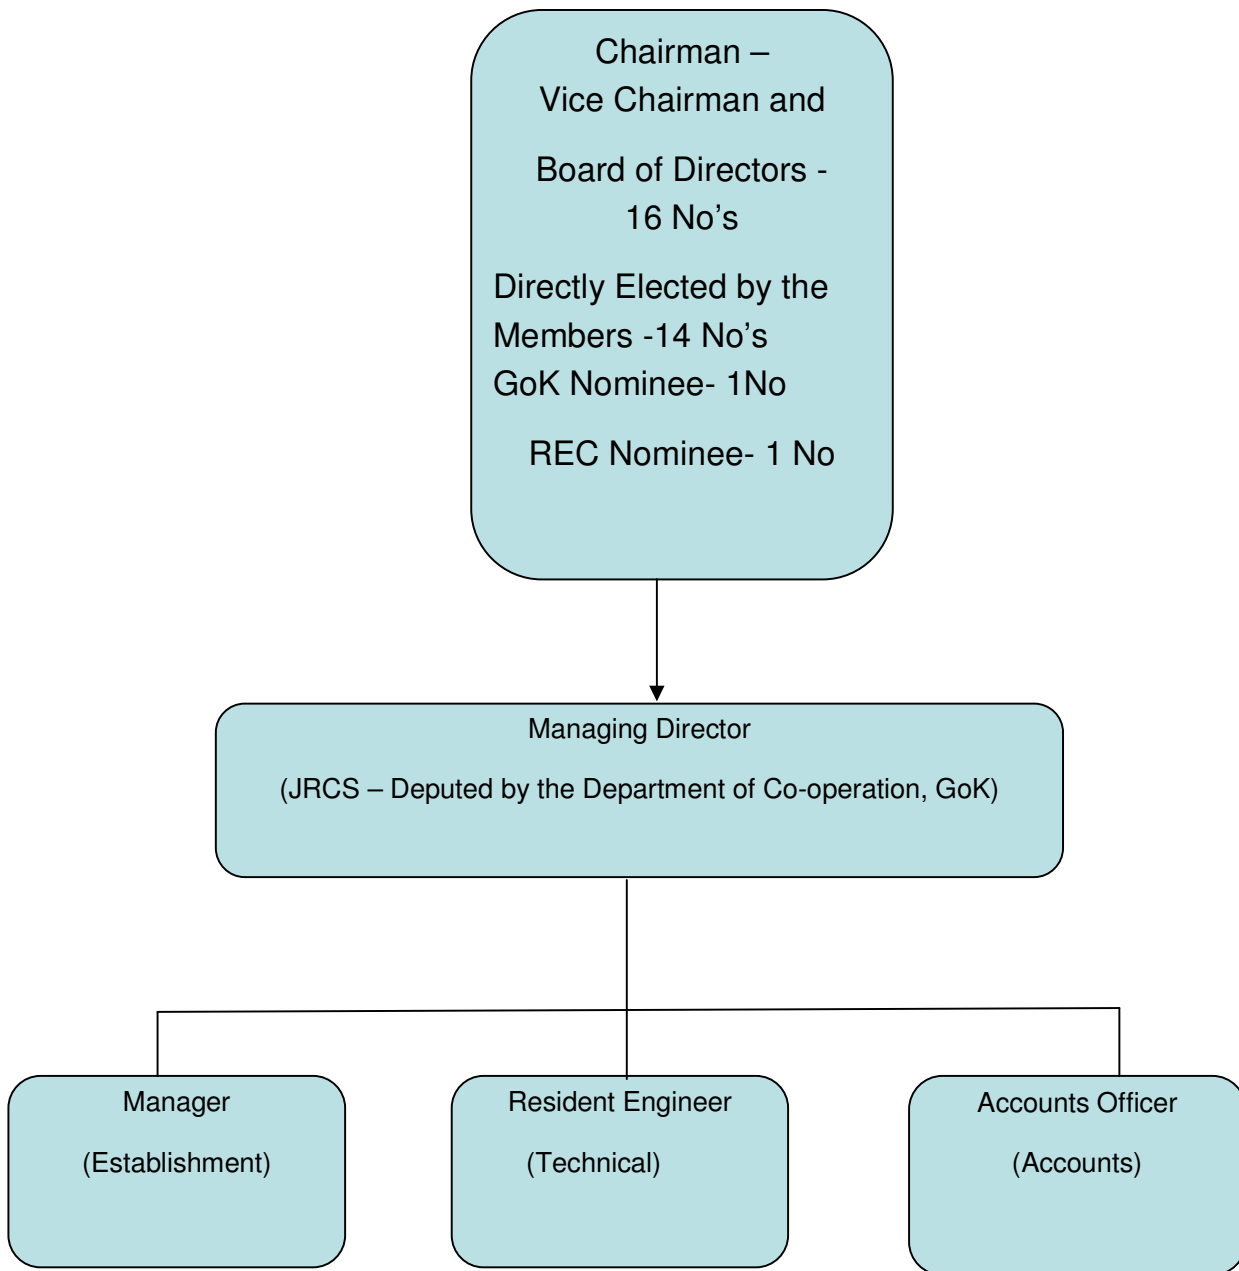 Chairman –
Vice Chairman and
Board of Directors -
16 No’s
Directly Elected by the
Members -14 No’s
GoK Nominee- 1No
REC Nominee- 1 No
Managing Director
(JRCS – Deputed by the Department of Co-operation, GoK)
Manager
(Establishment)
Resident Engineer
(Technical)
Accounts Officer
(Accounts)